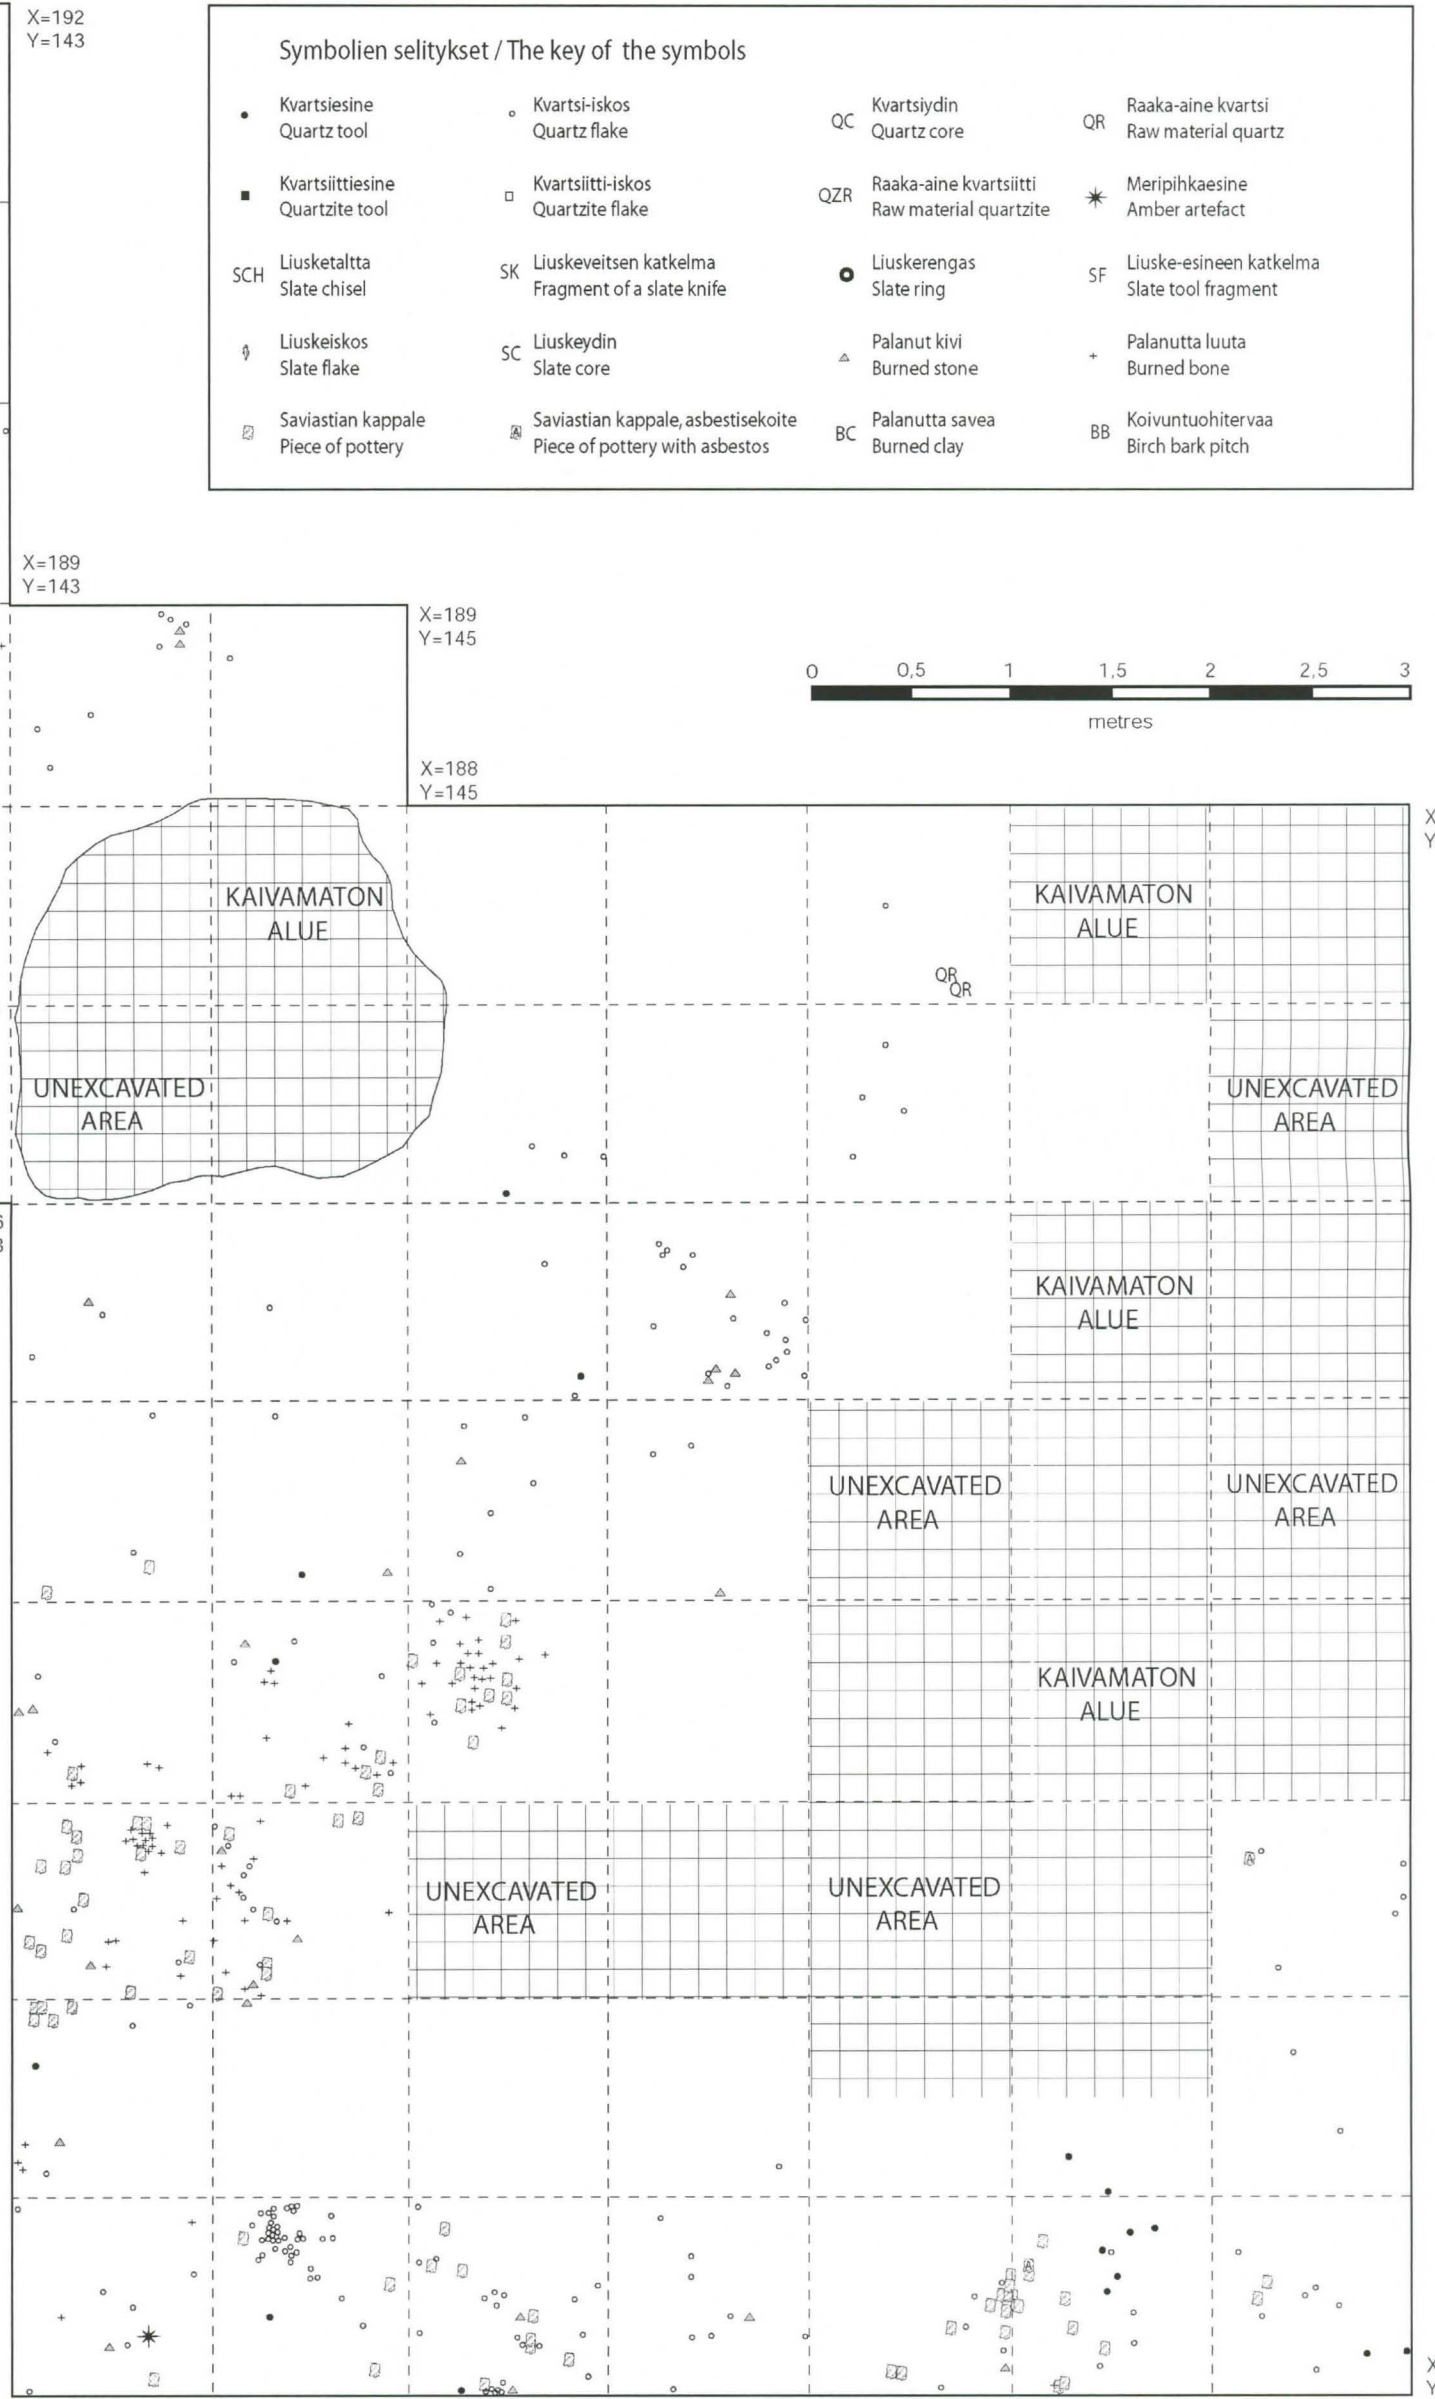 X=192
Y=143
Symbolien selitykset / The key of the symbols
Kvartsiesine
Quartz tool
Kvartsi-iskos
Quartz flake
QC
Kvartsiydin
Quartz core
QR
Raaka-aine kvartsi
Raw material quartz
Kvartsiittiesine
Quartzite tool
Kvartsiitti-iskos
Quartzite flake
QZR
Raaka-aine kvartsiitti
Raw material quartzite
Meripihkaesine
Amber artefact
SCH
Liusketaltta
Slate chisel
SK
Liuskeveitsen katkelma
Fragment of a slate knife
Liuskerengas
Slate ring
SF
Liuske-esineen katkelma
Slate tool fragment
Liuskeiskos
Slate flake
SC
Liuskeydin
Slate core
Palanut kivi
Burned stone
Palanutta luuta
Burned bone
Saviastian kappale
Piece of pottery
A
Saviastian kappale, asbestisekoite
Piece of pottery with asbestos
BC
Palanutta savea
Burned clay
BB
Koivuntuohitervaa
Birch bark pitch
X=189
Y=143
X=189
Y=145
0 0,5 1 1,5 2 2,5 3
metres
X=188
Y=145
X
Y
KAIVAMATON
ALUE
KAIVAMATON
ALUE
QR
QR
UNEXCAVATED
AREA
UNEXCAVATED
AREA
KAIVAMATON
ALUE
UNEXCAVATED
AREA
UNEXCAVATED
AREA
KAIVAMATON
ALUE
A
UNEXCAVATED
AREA
UNEXCAVATED
AREA
A
X
Y